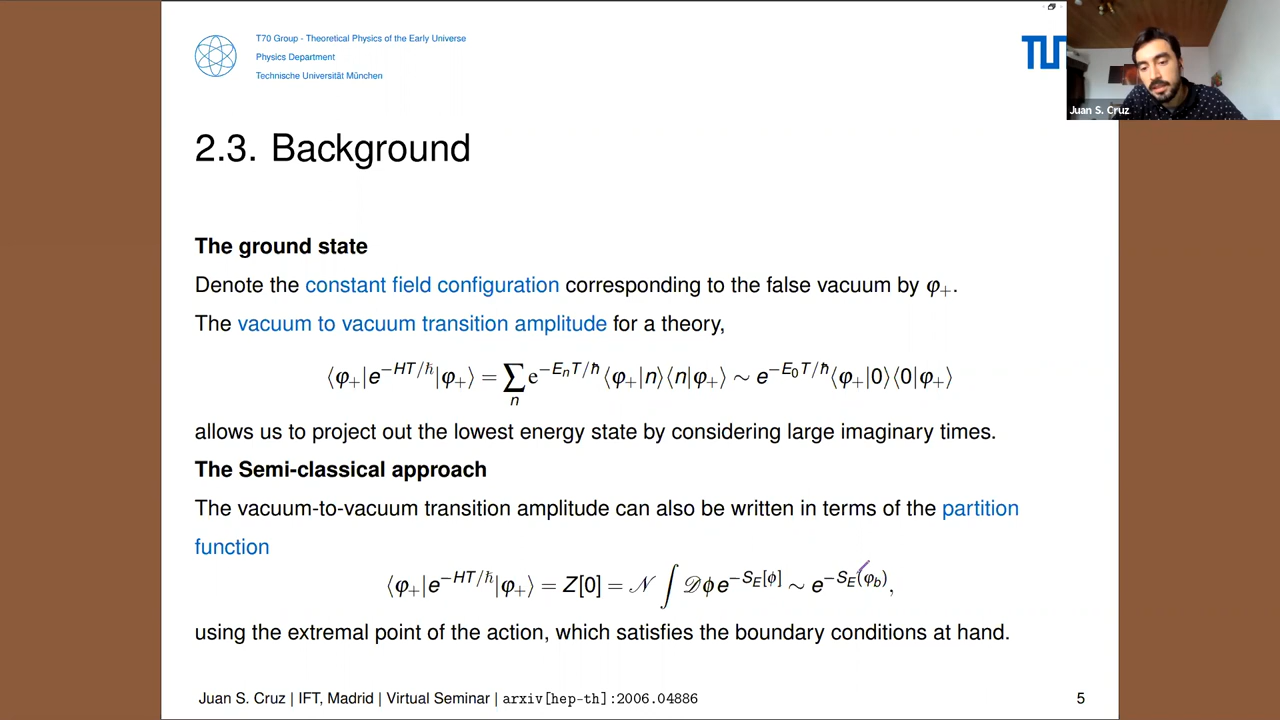 T70 Group - Theoretical Physics of the Early Universe
Physics Department
Technische Universität München
TU
Juan S. Cruz
2.3. Background
The ground state
Denote the constant field configuration corresponding to the false vacuum by φ₊.
The vacuum to vacuum transition amplitude for a theory,
⟨φ₊|e^{−HT/ħ}|φ₊⟩ = ∑_n e^{−E_nT/ħ}⟨φ₊|n⟩⟨n|φ₊⟩ ∼ e^{−E₀T/ħ}⟨φ₊|0⟩⟨0|φ₊⟩
allows us to project out the lowest energy state by considering large imaginary times.
The Semi-classical approach
The vacuum-to-vacuum transition amplitude can also be written in terms of the partition
function
⟨φ₊|e^{−HT/ħ}|φ₊⟩ = Z[0] = 𝒩 ∫ 𝒟ϕ e^{−S_E[ϕ]} ∼ e^{−S_E(φ_b)},
using the extremal point of the action, which satisfies the boundary conditions at hand.
Juan S. Cruz | IFT, Madrid | Virtual Seminar | arxiv[hep-th]:2006.04886
5